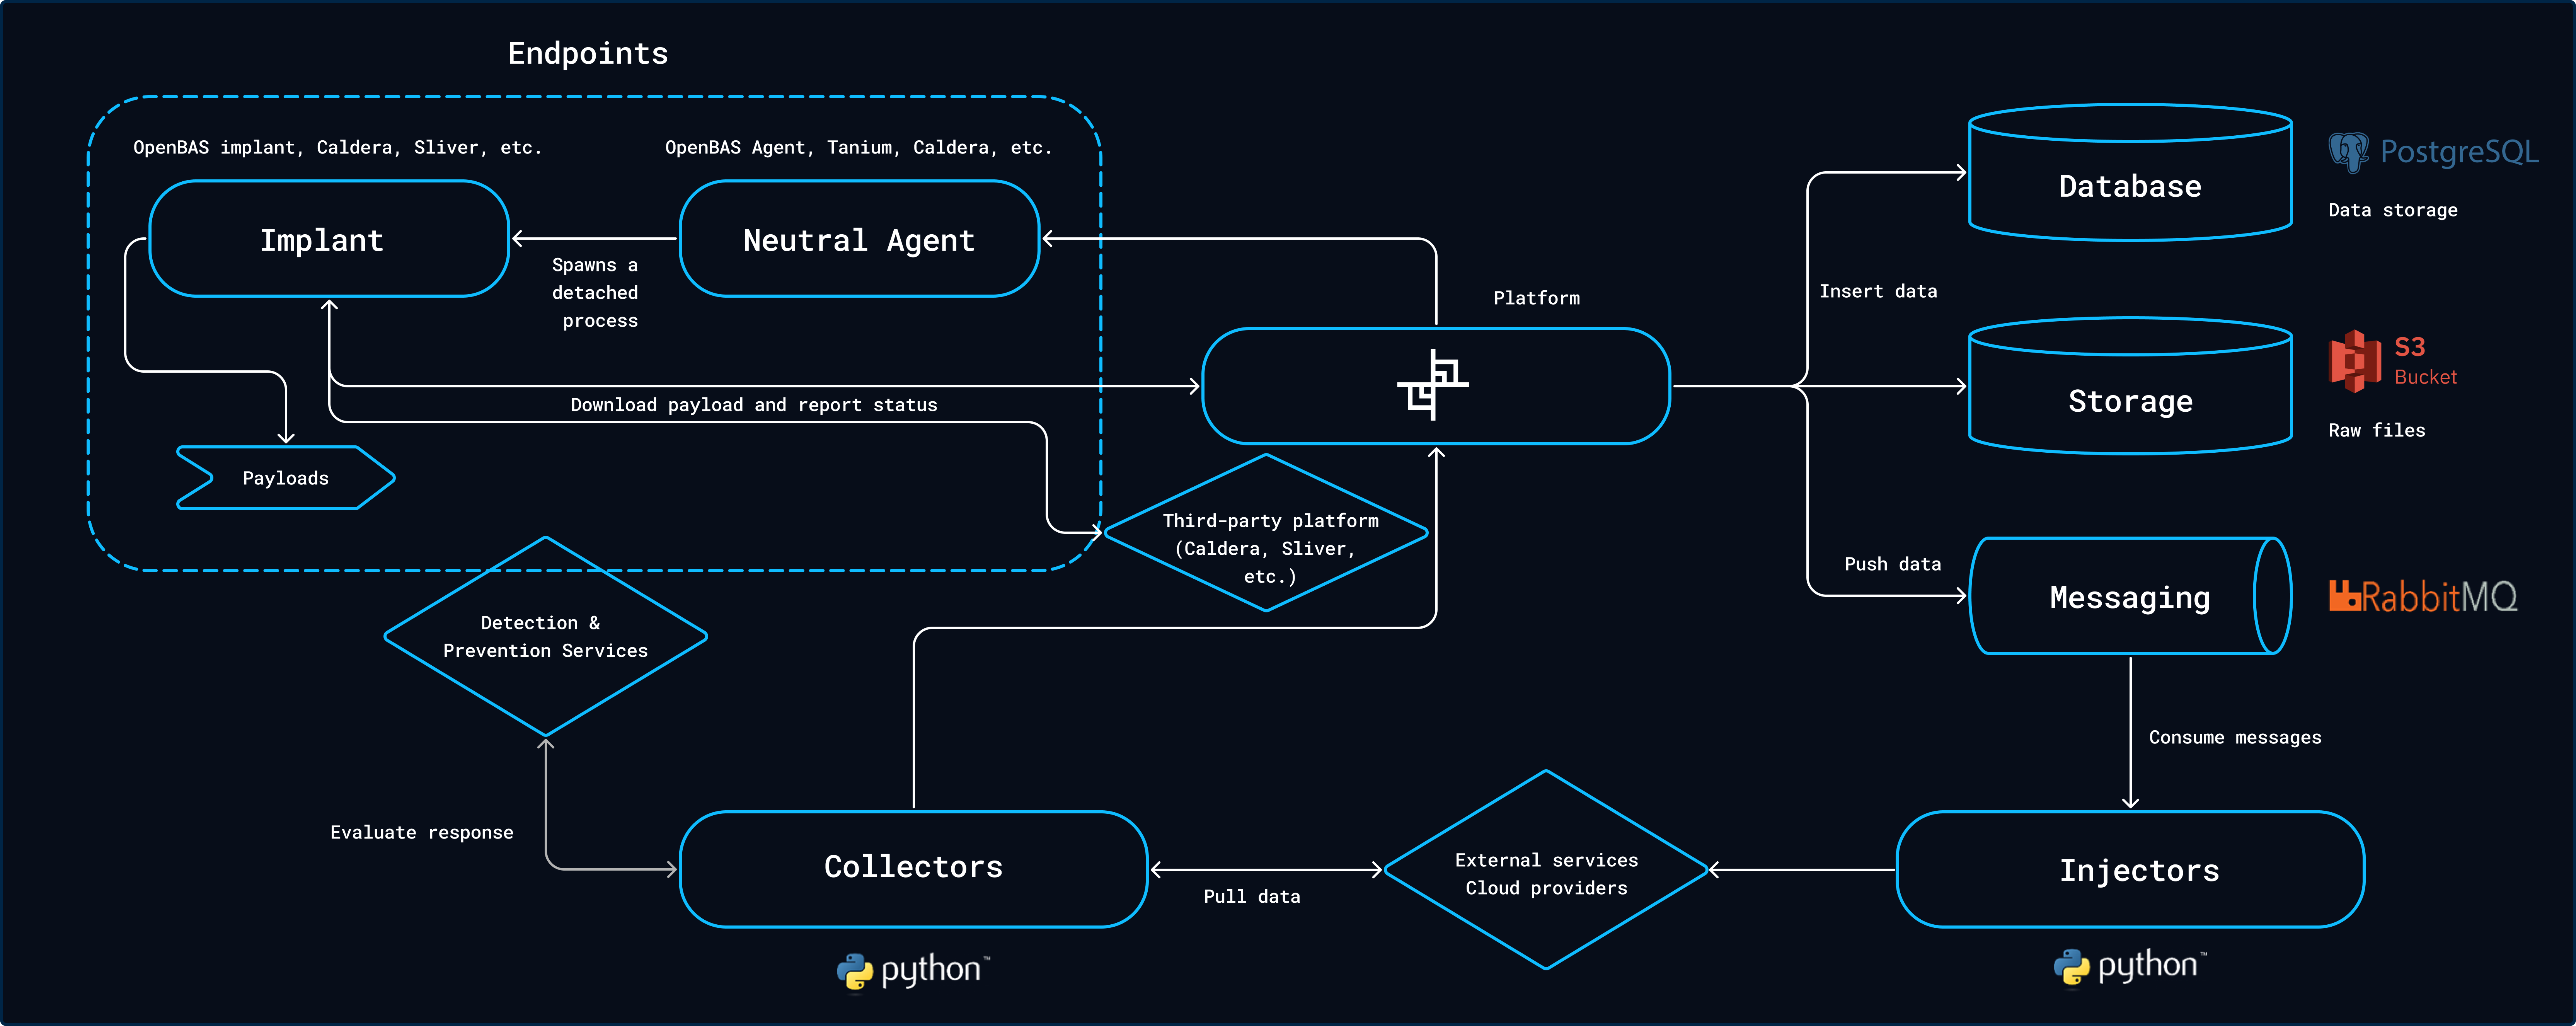 Endpoints
OpenBAS implant, Caldera, Sliver, etc.
OpenBAS Agent, Tanium, Caldera, etc.
Implant
Neutral Agent
Spawns a
detached
process
Download payload and report status
Payloads
Platform
Third-party platform
(Caldera, Sliver,
etc.)
Insert data
Push data
Database
PostgreSQL
Data storage
Storage
S3
Bucket
Raw files
Messaging
RabbitMQ
Consume messages
Detection &
Prevention Services
Evaluate response
Collectors
python™
Pull data
External services
Cloud providers
Injectors
python™